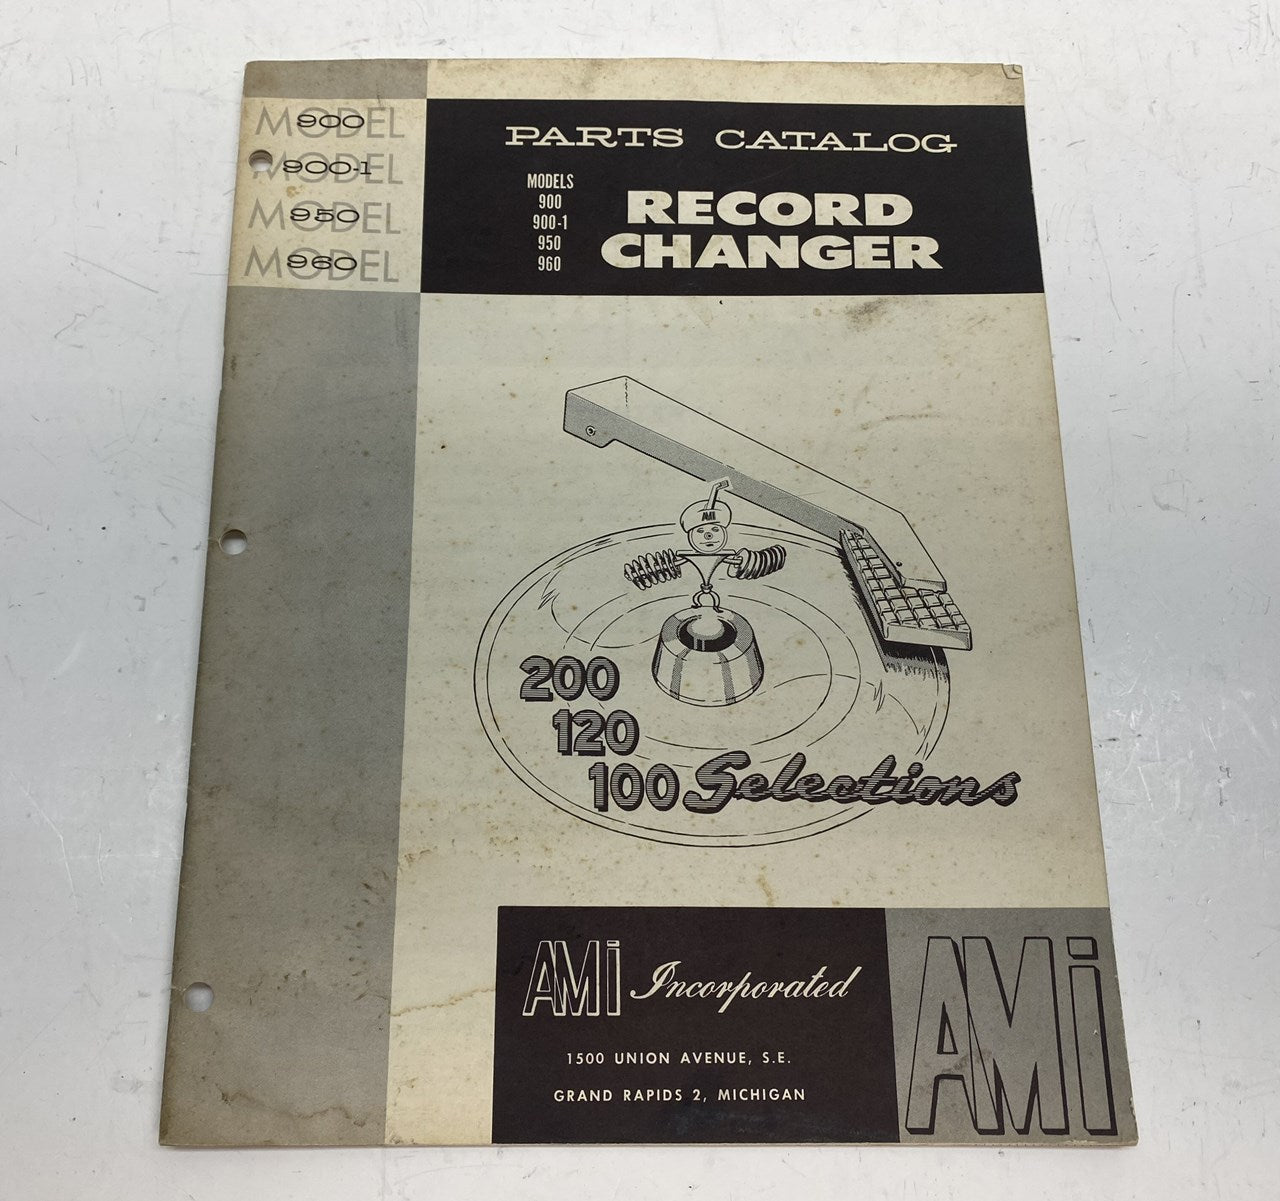 MODEL 900
MODEL 900-1
MODEL 950
MODEL 960
PARTS CATALOG
MODELS
900
900-1
950
960
RECORD
CHANGER
AMI
200
120
100 Selections
AMi Incorporated
1500 UNION AVENUE, S.E.
GRAND RAPIDS 2, MICHIGAN
AMi